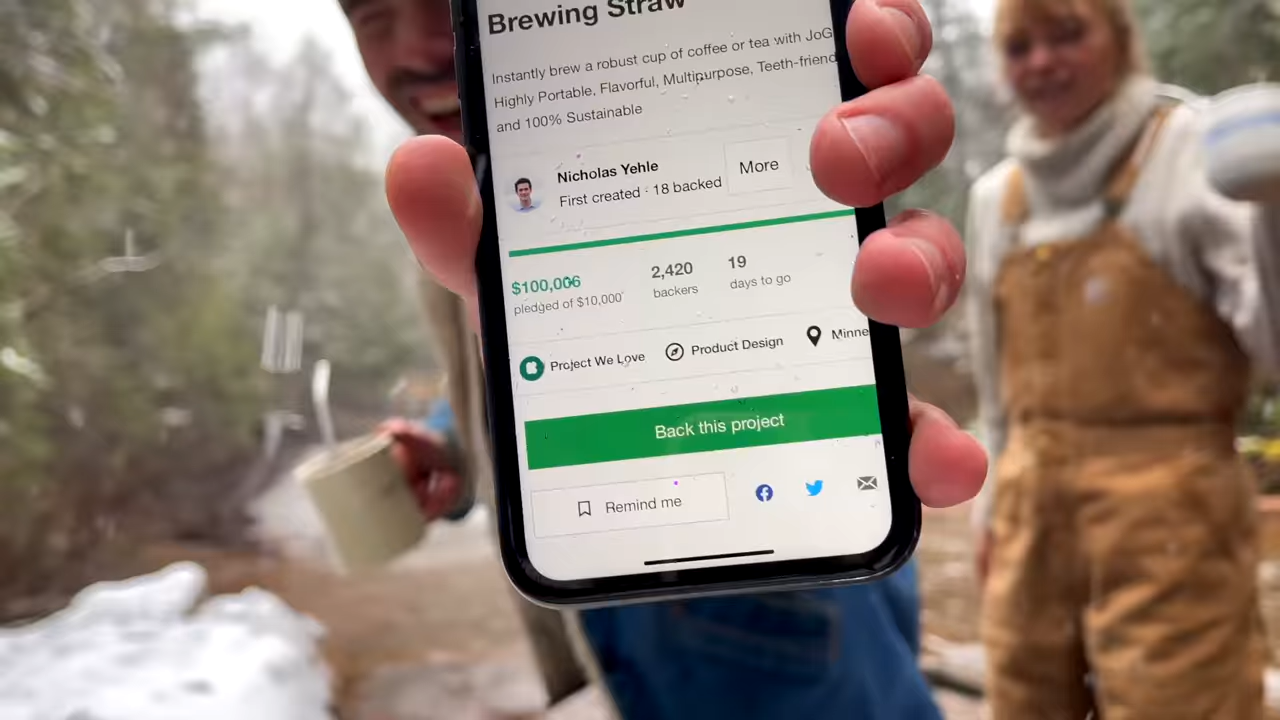 Brewing Straw
Instantly brew a robust cup of coffee or tea with JoG
Highly Portable, Flavorful, Multipurpose, Teeth-friend
and 100% Sustainable
Nicholas Yehle
First created · 18 backed
More
$100,006
pledged of $10,000
2,420
backers
19
days to go
Project We Love
Product Design
Minne
Back this project
Remind me